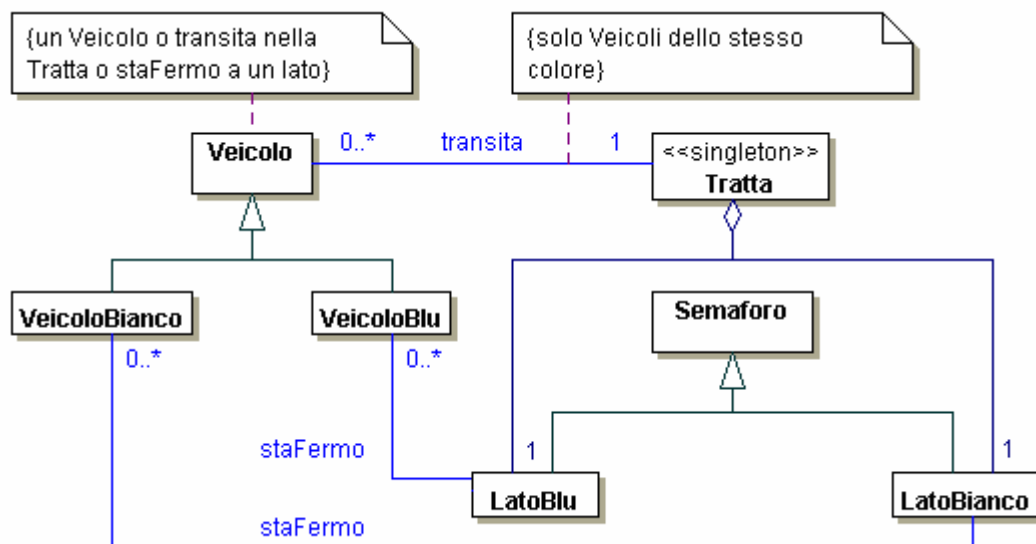 {un Veicolo o transita nella
Tratta o staFermo a un lato}
{solo Veicoli dello stesso
colore}
Veicolo
0..*
transita
1
<<singleton>>
Tratta
VeicoloBianco
VeicoloBlu
Semaforo
0..*
0..*
staFermo
1
1
LatoBlu
LatoBianco
staFermo